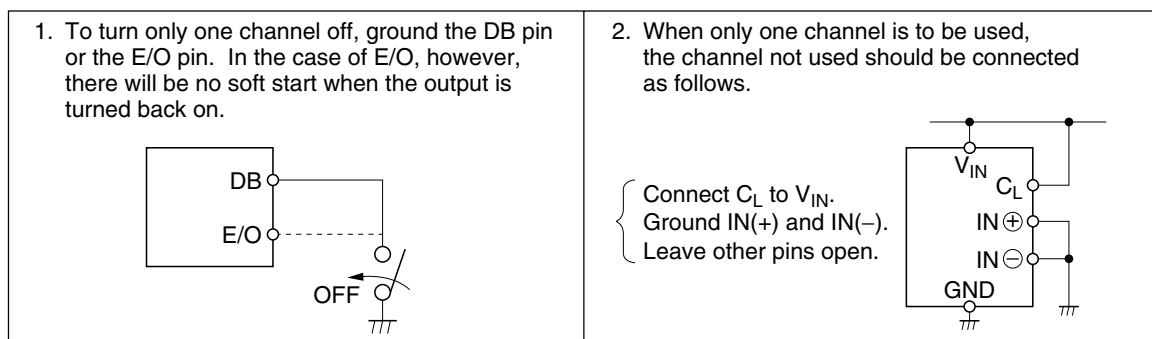 1. To turn only one channel off, ground the DB pin
or the E/O pin. In the case of E/O, however,
there will be no soft start when the output is
turned back on.
DB
E/O
OFF
2. When only one channel is to be used,
the channel not used should be connected
as follows.
Connect CL to VIN.
Ground IN(+) and IN(−).
Leave other pins open.
VIN
CL
IN ⊕
IN ⊖
GND